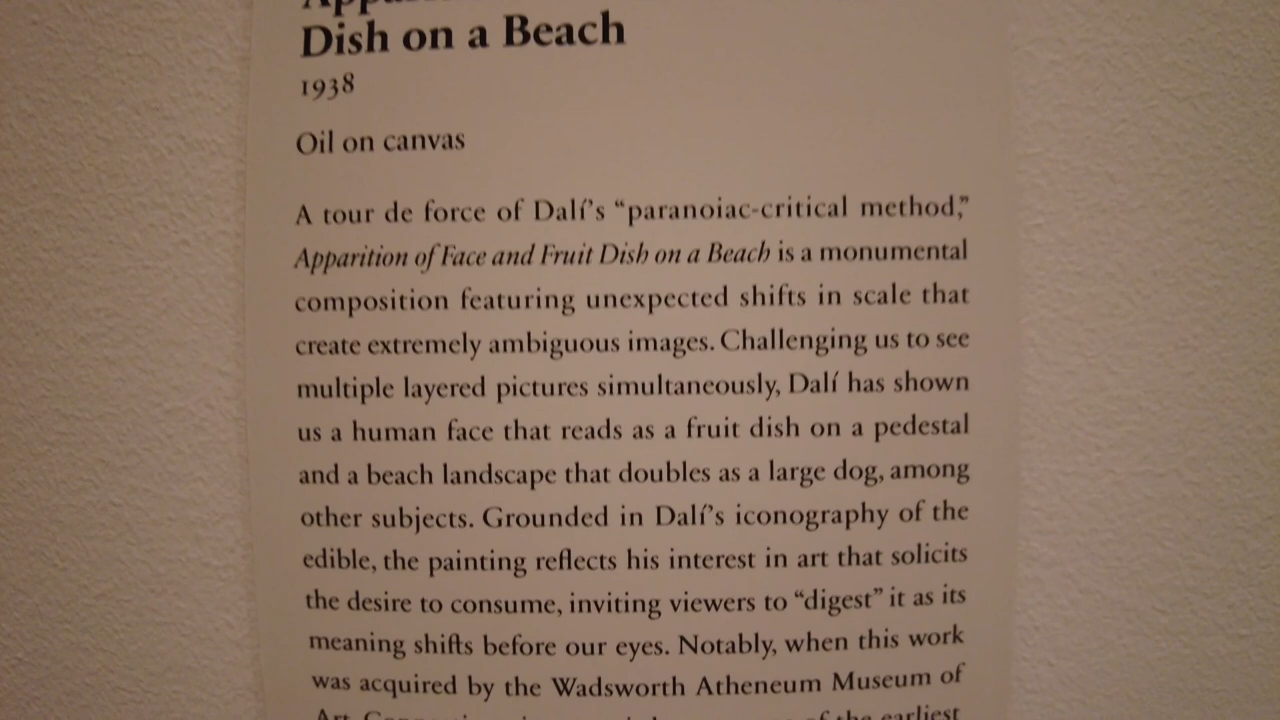 Dish on a Beach
1938
Oil on canvas
A tour de force of Dalí’s “paranoiac-critical method,”
Apparition of Face and Fruit Dish on a Beach is a monumental
composition featuring unexpected shifts in scale that
create extremely ambiguous images. Challenging us to see
multiple layered pictures simultaneously, Dalí has shown
us a human face that reads as a fruit dish on a pedestal
and a beach landscape that doubles as a large dog, among
other subjects. Grounded in Dalí’s iconography of the
edible, the painting reflects his interest in art that solicits
the desire to consume, inviting viewers to “digest” it as its
meaning shifts before our eyes. Notably, when this work
was acquired by the Wadsworth Atheneum Museum of
Art of the earliest